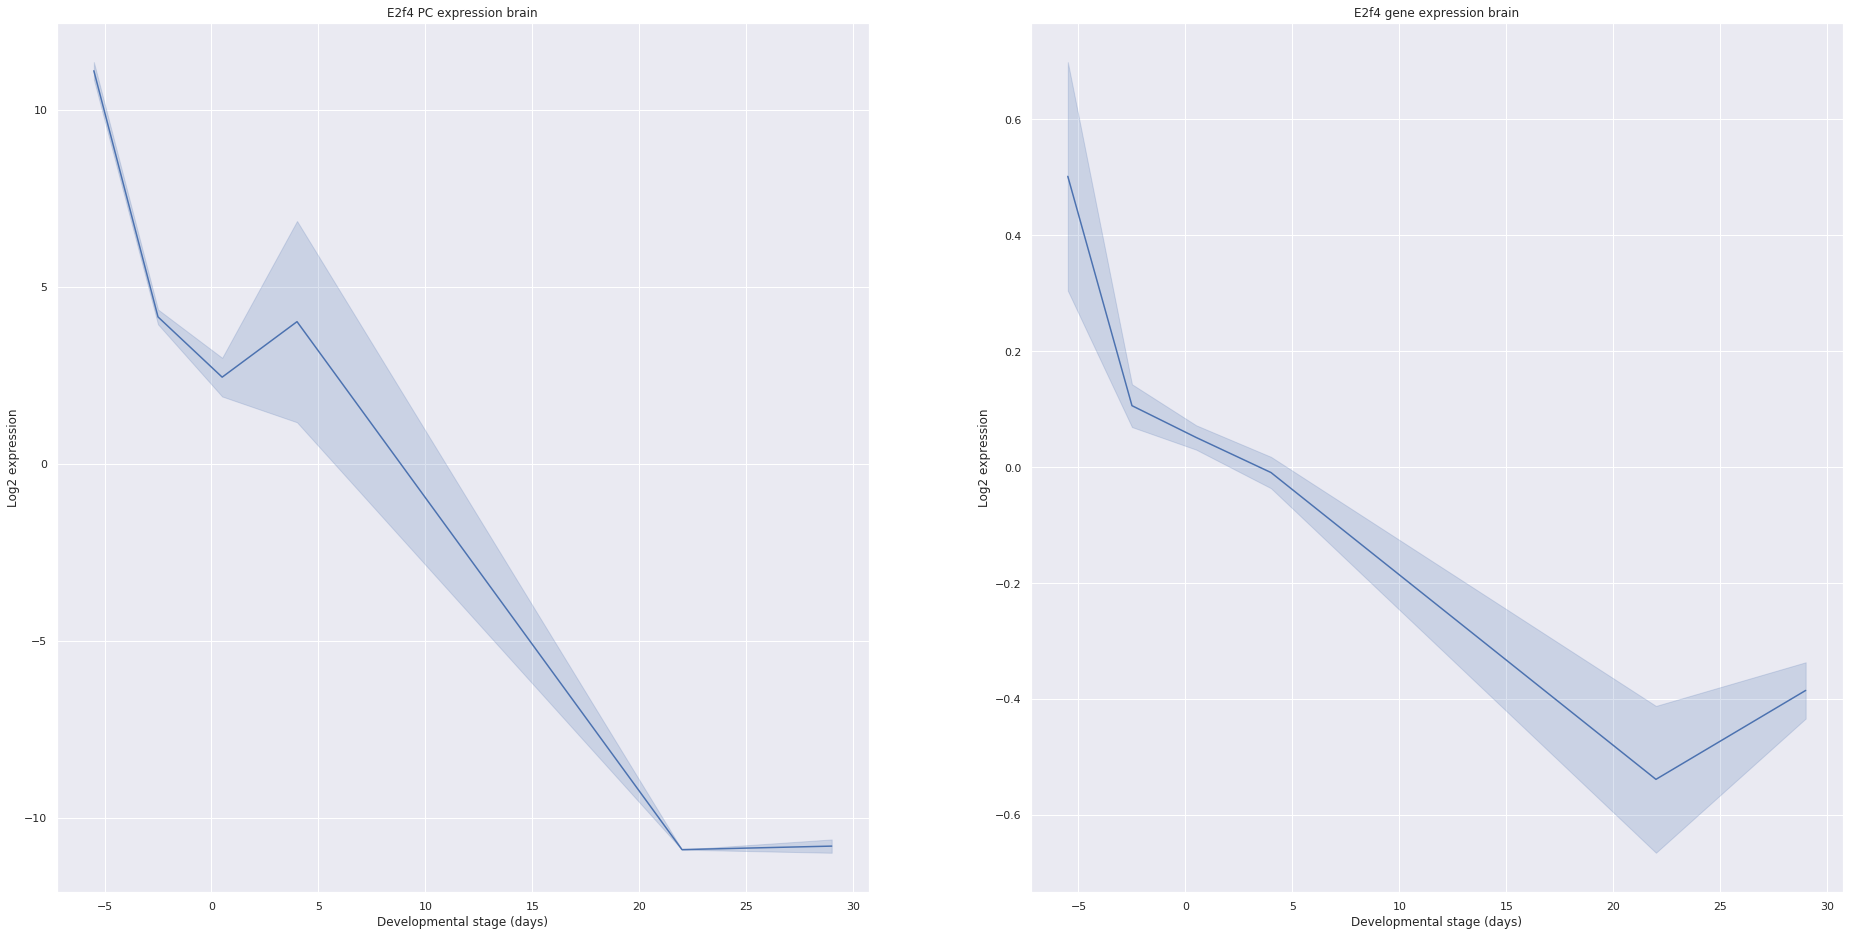 E2f4 PC expression brain
Log2 expression
10
5
0
−5
−10
−5 0 5 10 15 20 25 30
Developmental stage (days)
E2f4 gene expression brain
Log2 expression
0.6
0.4
0.2
0.0
−0.2
−0.4
−0.6
−5 0 5 10 15 20 25 30
Developmental stage (days)